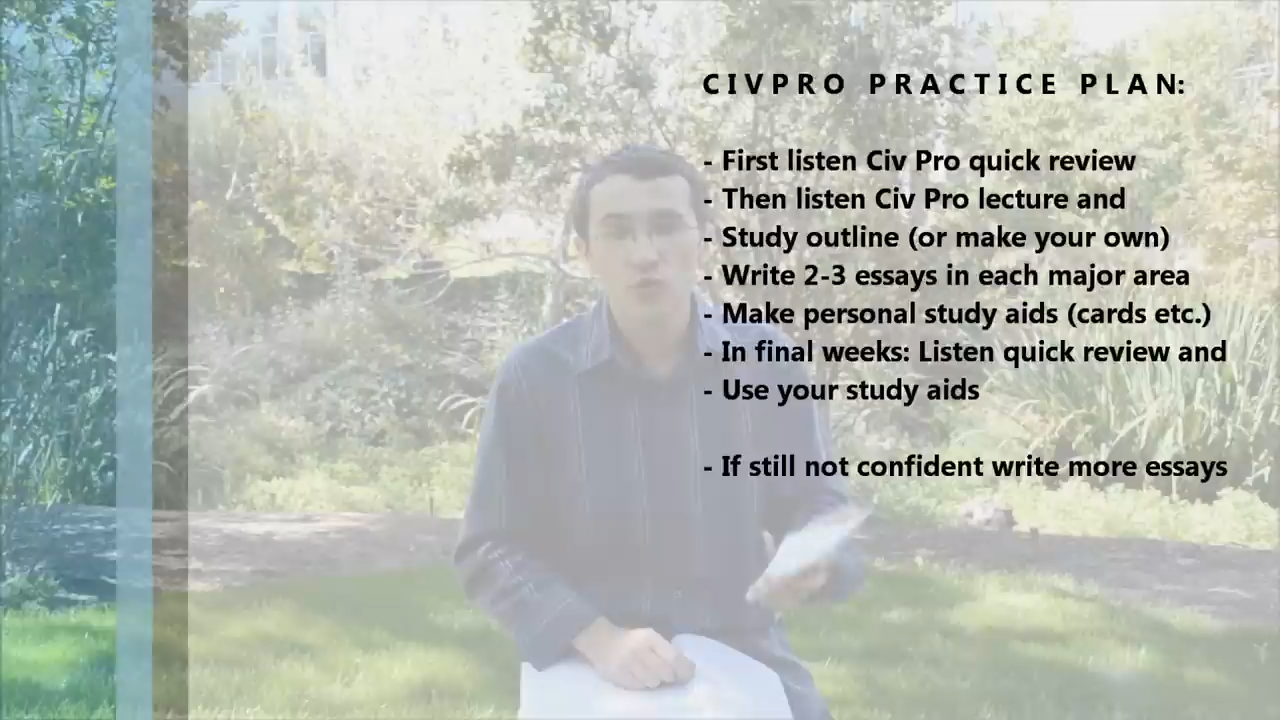 CIVPRO PRACTICE PLAN:
- First listen Civ Pro quick review
- Then listen Civ Pro lecture and
- Study outline (or make your own)
- Write 2-3 essays in each major area
- Make personal study aids (cards etc.)
- In final weeks: Listen quick review and
- Use your study aids
- If still not confident write more essays